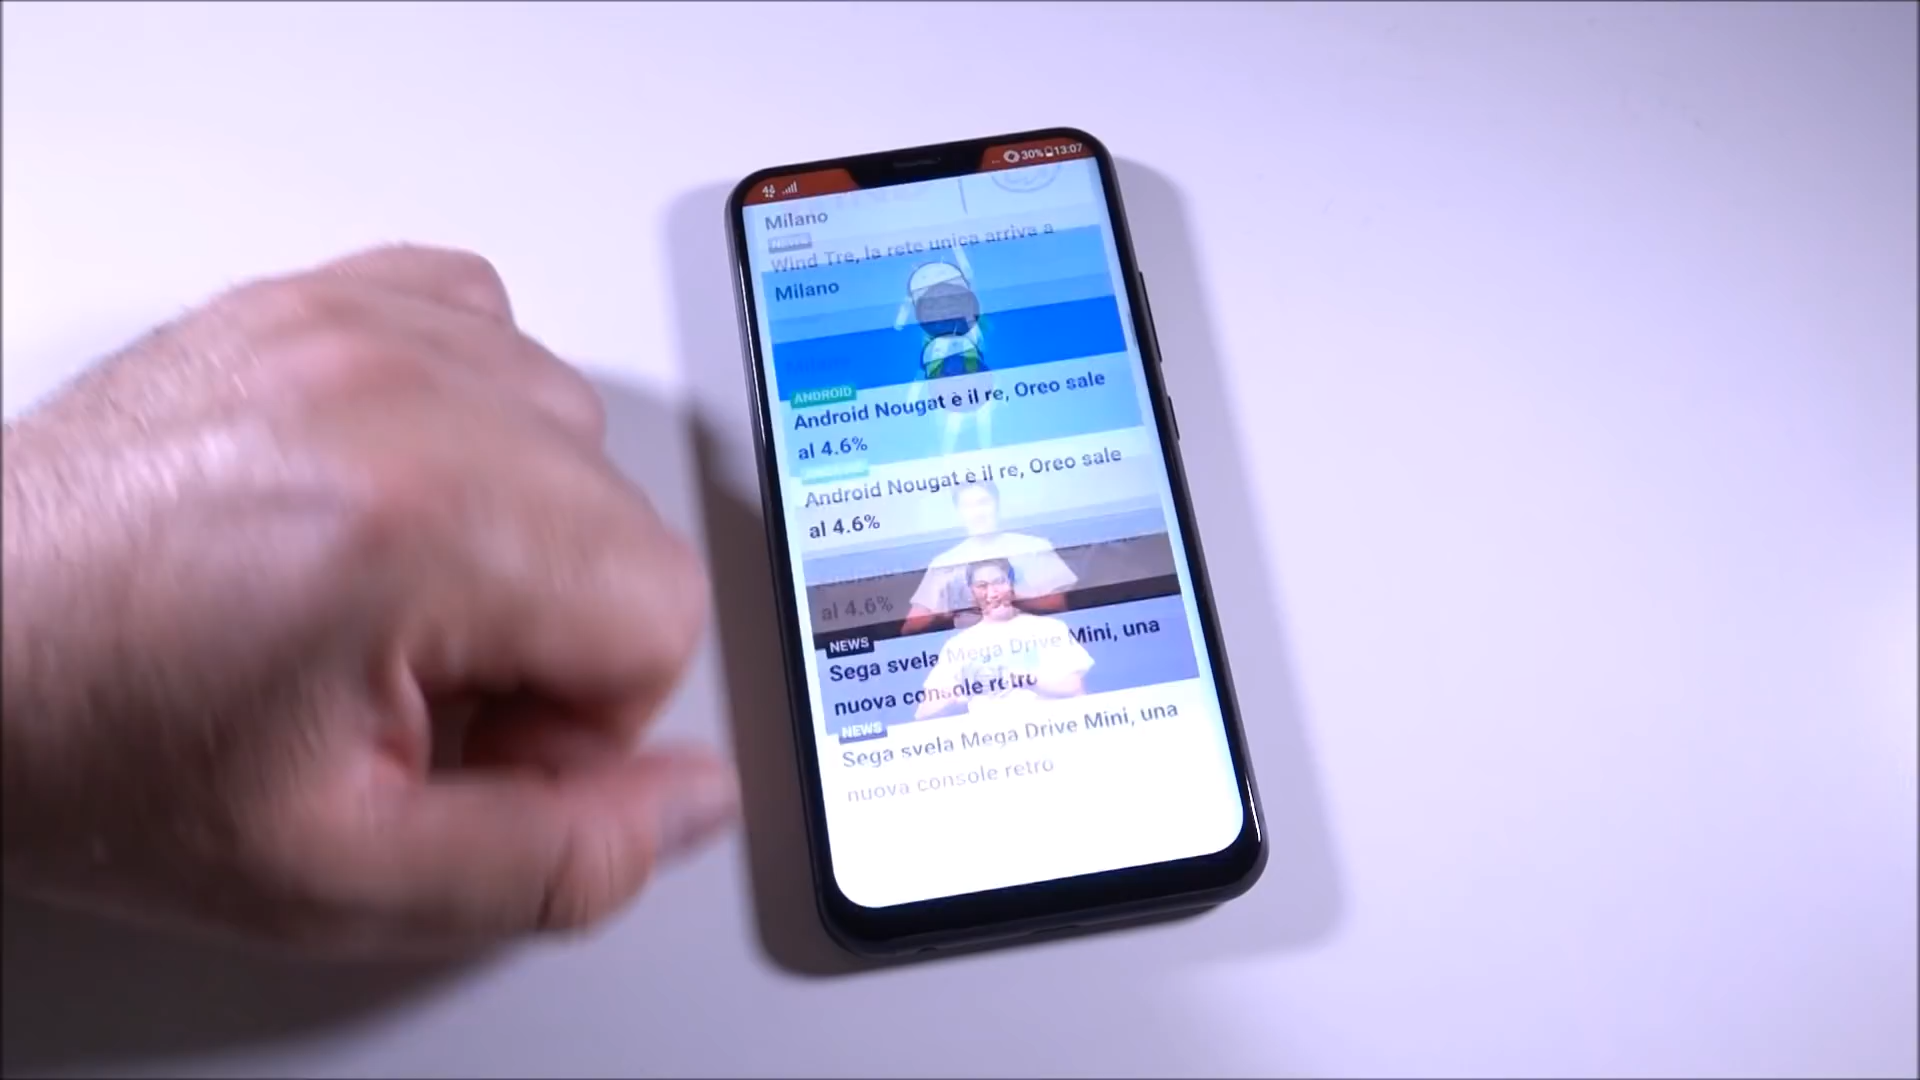 4G 30% 13:07
Milano
News
Wind Tre, la rete unica arriva a
Milano
Milano
ANDROID
Android Nougat è il re, Oreo sale
al 4.6%
Android Nougat è il re, Oreo sale
al 4.6%
al 4.6%
NEWS
Sega svela Mega Drive Mini, una
nuova console retro
NEWS
Sega svela Mega Drive Mini, una
nuova console retro